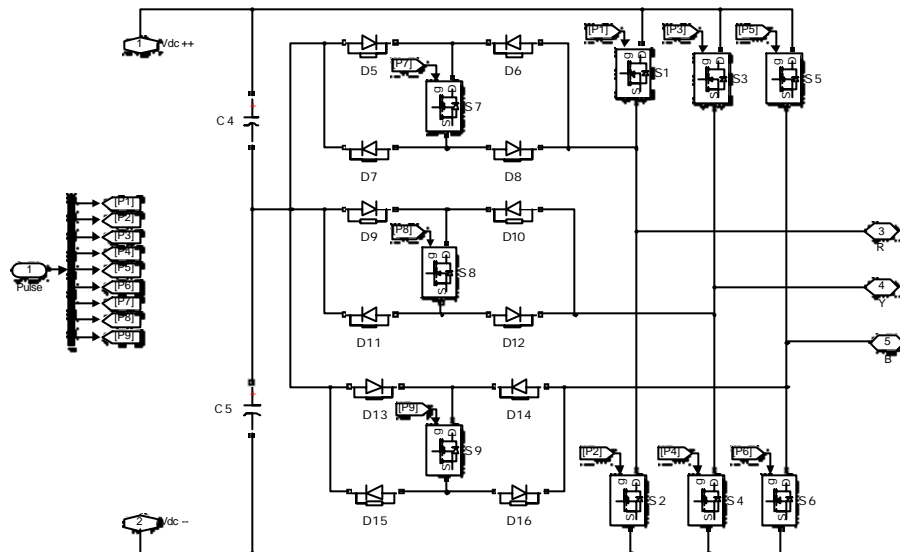 1
Vdc ++
[P1]
[P3]
[P5]
g
D
S
S1
g
D
S
S3
g
D
S
S5
D5
D6
[P7]
g
D
S
S7
C4
D7
D8
[P1]
[P2]
[P3]
[P4]
[P5]
[P6]
[P7]
[P8]
[P9]
1
Pulse
D9
D10
[P8]
g
D
S
S8
D11
D12
3
R
4
Y
5
B
C5
D13
D14
[P9]
g
D
S
S9
D15
D16
[P2]
[P4]
[P6]
g
D
S
S2
g
D
S
S4
g
D
S
S6
2
Vdc --